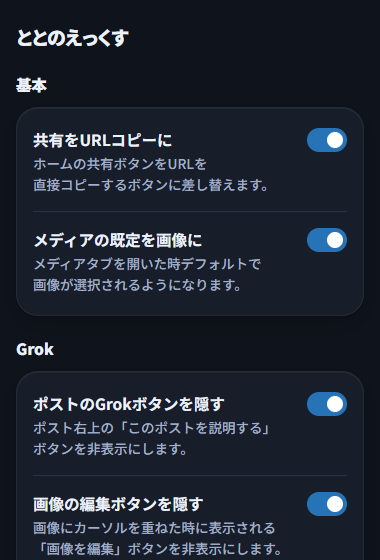 ととのえっくす
基本
共有をURLコピーに
ホームの共有ボタンをURLを
直接コピーするボタンに差し替えます。
メディアの既定を画像に
メディアタブを開いた時デフォルトで
画像が選択されるようになります。
Grok
ポストのGrokボタンを隠す
ポスト右上の「このポストを説明する」
ボタンを非表示にします。
画像の編集ボタンを隠す
画像にカーソルを重ねた時に表示される
「画像を編集」ボタンを非表示にします。